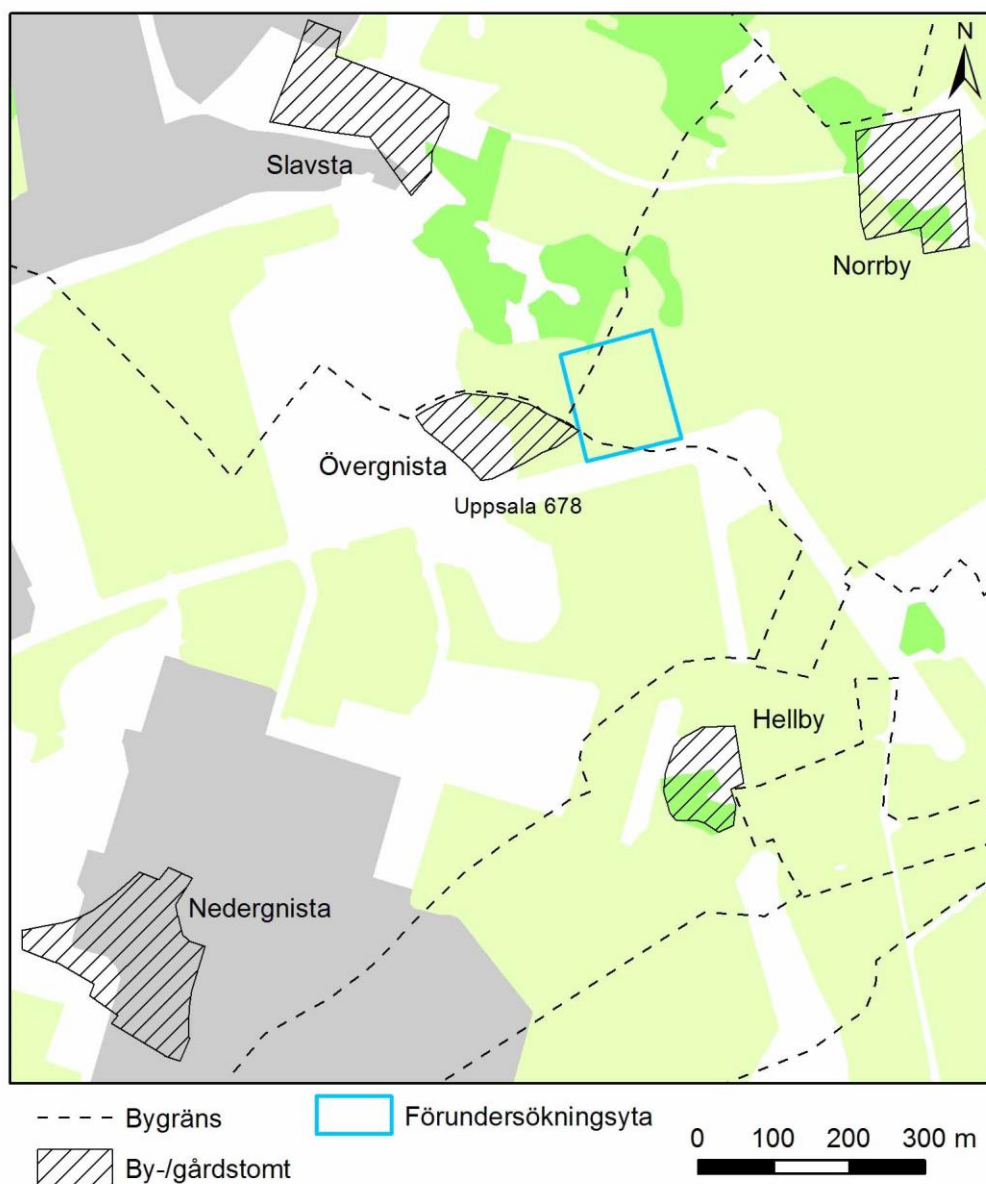 N
Slavsta
Norrby
Övergnista
Uppsala 678
Hellby
Nedergnista
Bygräns
Förundersökningsyta
By-/gårdstomt
0 100 200 300 m